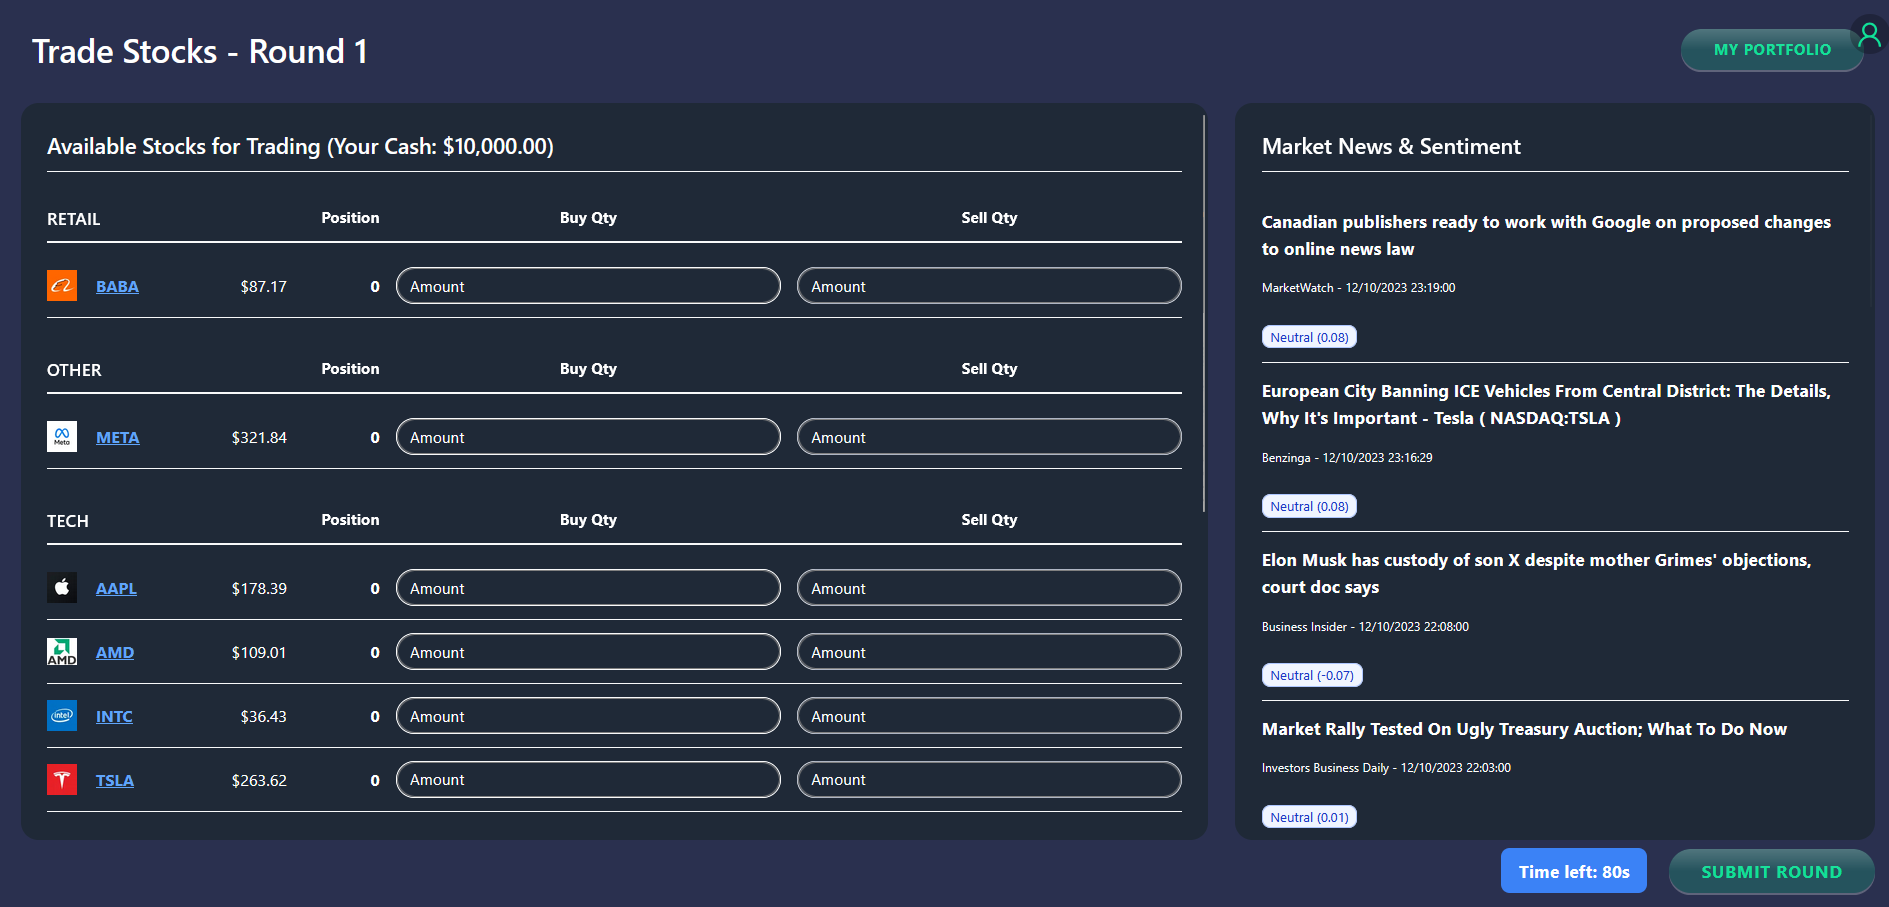 Trade Stocks - Round 1
MY PORTFOLIO
Available Stocks for Trading (Your Cash: $10,000.00)
RETAIL Position Buy Qty Sell Qty
BABA $87.17 0 Amount Amount
OTHER Position Buy Qty Sell Qty
Meta META $321.84 0 Amount Amount
TECH Position Buy Qty Sell Qty
AAPL $178.39 0 Amount Amount
AMD AMD $109.01 0 Amount Amount
intel INTC $36.43 0 Amount Amount
TSLA $263.62 0 Amount Amount
Market News & Sentiment
Canadian publishers ready to work with Google on proposed changes
to online news law
MarketWatch - 12/10/2023 23:19:00
Neutral (0.08)
European City Banning ICE Vehicles From Central District: The Details,
Why It's Important - Tesla ( NASDAQ:TSLA )
Benzinga - 12/10/2023 23:16:29
Neutral (0.08)
Elon Musk has custody of son X despite mother Grimes' objections,
court doc says
Business Insider - 12/10/2023 22:08:00
Neutral (-0.07)
Market Rally Tested On Ugly Treasury Auction; What To Do Now
Investors Business Daily - 12/10/2023 22:03:00
Neutral (0.01)
Time left: 80s
SUBMIT ROUND